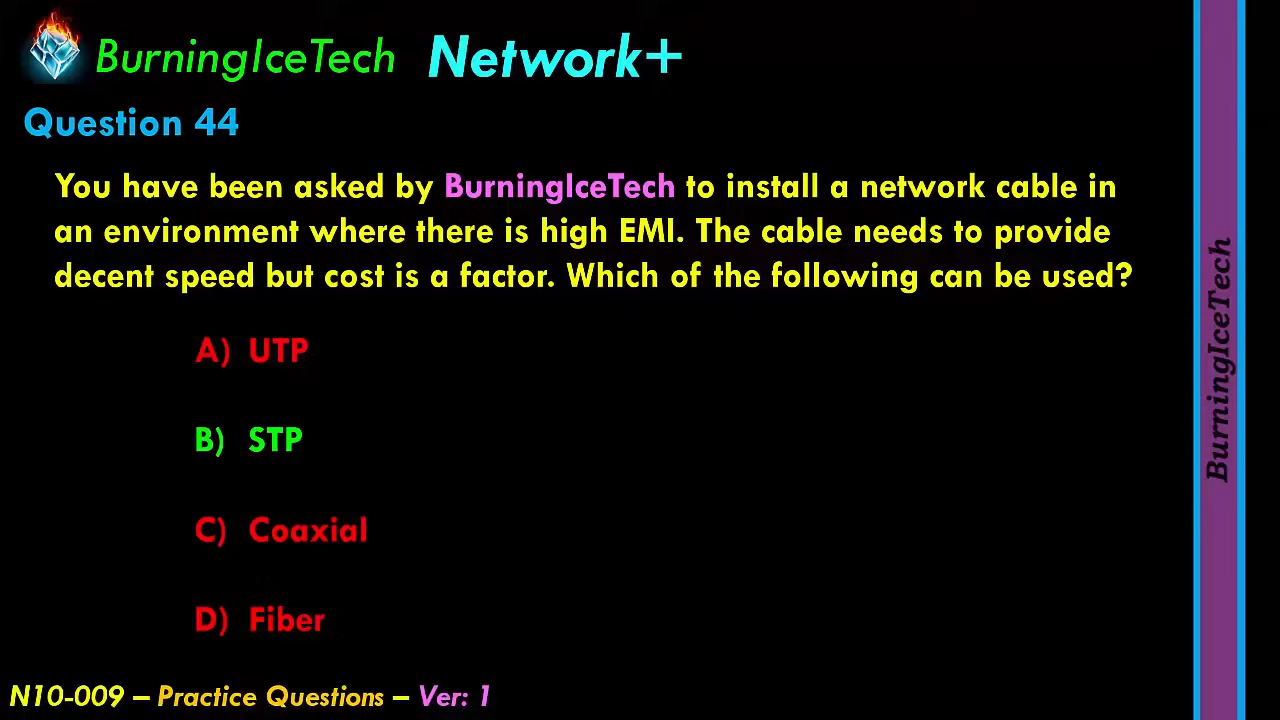 BurningIceTech Network+
Question 44
You have been asked by BurningIceTech to install a network cable in
an environment where there is high EMI. The cable needs to provide
decent speed but cost is a factor. Which of the following can be used?
A) UTP
B) STP
C) Coaxial
D) Fiber
N10-009 – Practice Questions – Ver: 1
BurningIceTech